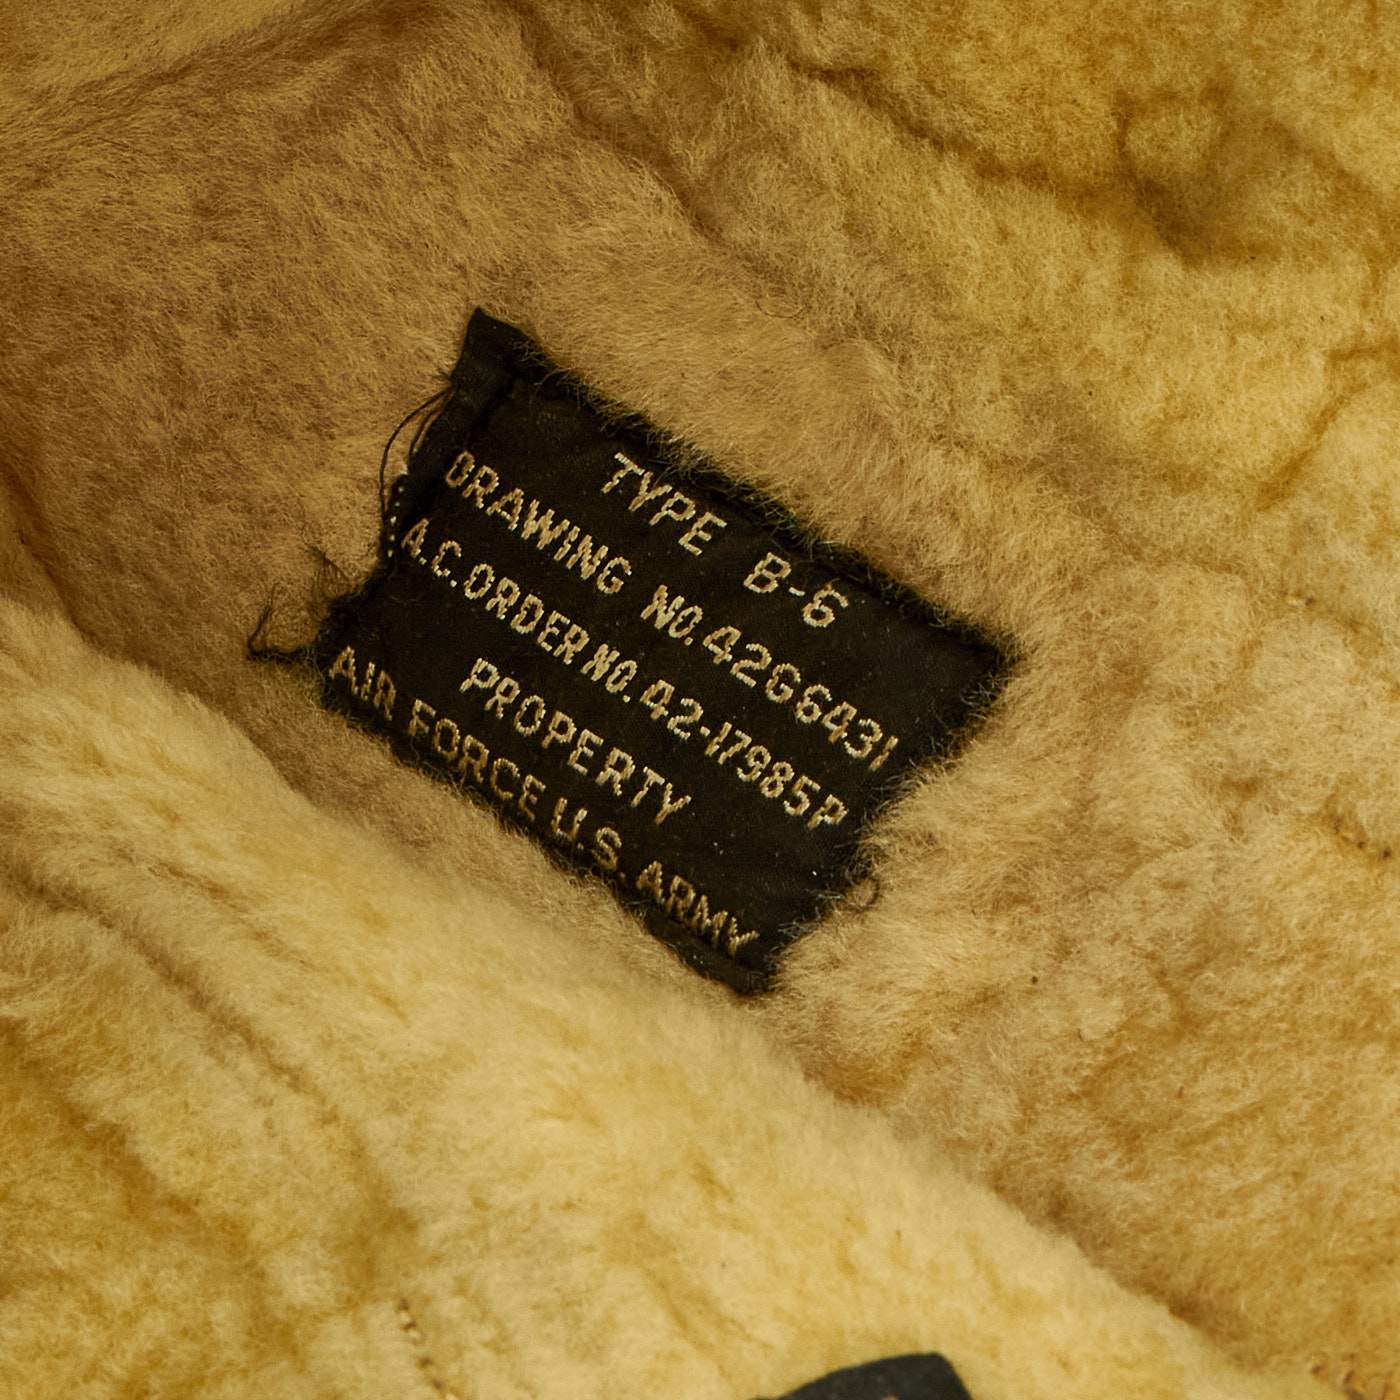 TYPE B-6
DRAWING NO. 42G6431
A.C. ORDER NO. 42-17985P
PROPERTY
AIR FORCE U.S. ARMY